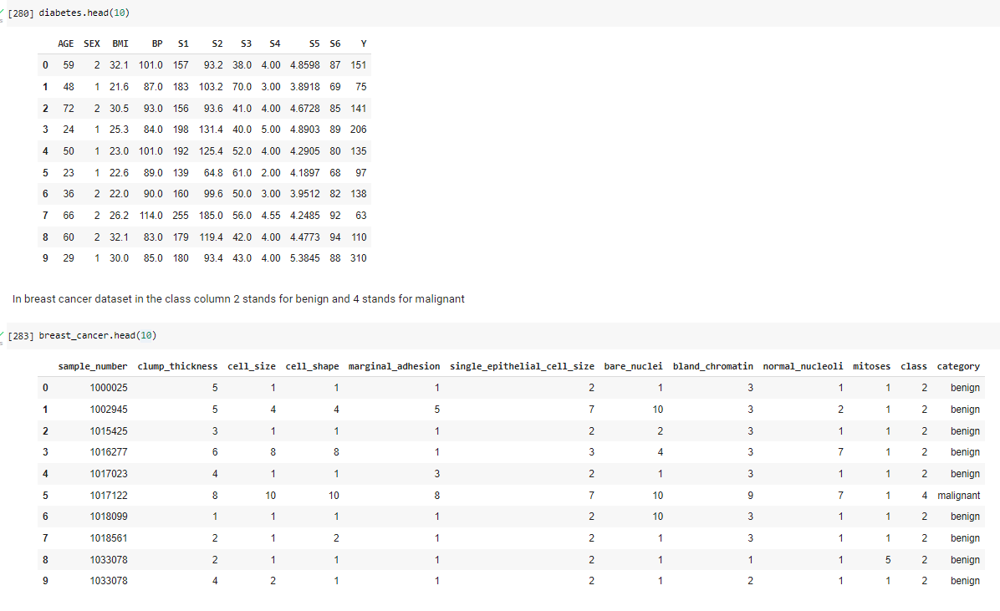 [280] diabetes.head(10)
AGE SEX BMI BP S1 S2 S3 S4 S5 S6 Y
0 59 2 32.1 101.0 157 93.2 38.0 4.00 4.8598 87 151
1 48 1 21.6 87.0 183 103.2 70.0 3.00 3.8918 69 75
2 72 2 30.5 93.0 156 93.6 41.0 4.00 4.6728 85 141
3 24 1 25.3 84.0 198 131.4 40.0 5.00 4.8903 89 206
4 50 1 23.0 101.0 192 125.4 52.0 4.00 4.2905 80 135
5 23 1 22.6 89.0 139 64.8 61.0 2.00 4.1897 68 97
6 36 2 22.0 90.0 160 99.6 50.0 3.00 3.9512 82 138
7 66 2 26.2 114.0 255 185.0 56.0 4.55 4.2485 92 63
8 60 2 32.1 83.0 179 119.4 42.0 4.00 4.4773 94 110
9 29 1 30.0 85.0 180 93.4 43.0 4.00 5.3845 88 310
In breast cancer dataset in the class column 2 stands for benign and 4 stands for malignant
[283] breast_cancer.head(10)
sample_number clump_thickness cell_size cell_shape marginal_adhesion single_epithelial_cell_size bare_nuclei bland_chromatin normal_nucleoli mitoses class category
0 1000025 5 1 1 1 2 1 3 1 1 2 benign
1 1002945 5 4 4 5 7 10 3 2 1 2 benign
2 1015425 3 1 1 1 2 2 3 1 1 2 benign
3 1016277 6 8 8 1 3 4 3 7 1 2 benign
4 1017023 4 1 1 3 2 1 3 1 1 2 benign
5 1017122 8 10 10 8 7 10 9 7 1 4 malignant
6 1018099 1 1 1 1 2 10 3 1 1 2 benign
7 1018561 2 1 2 1 2 1 3 1 1 2 benign
8 1033078 2 1 1 1 2 1 1 1 5 2 benign
9 1033078 4 2 1 1 2 1 2 1 1 2 benign